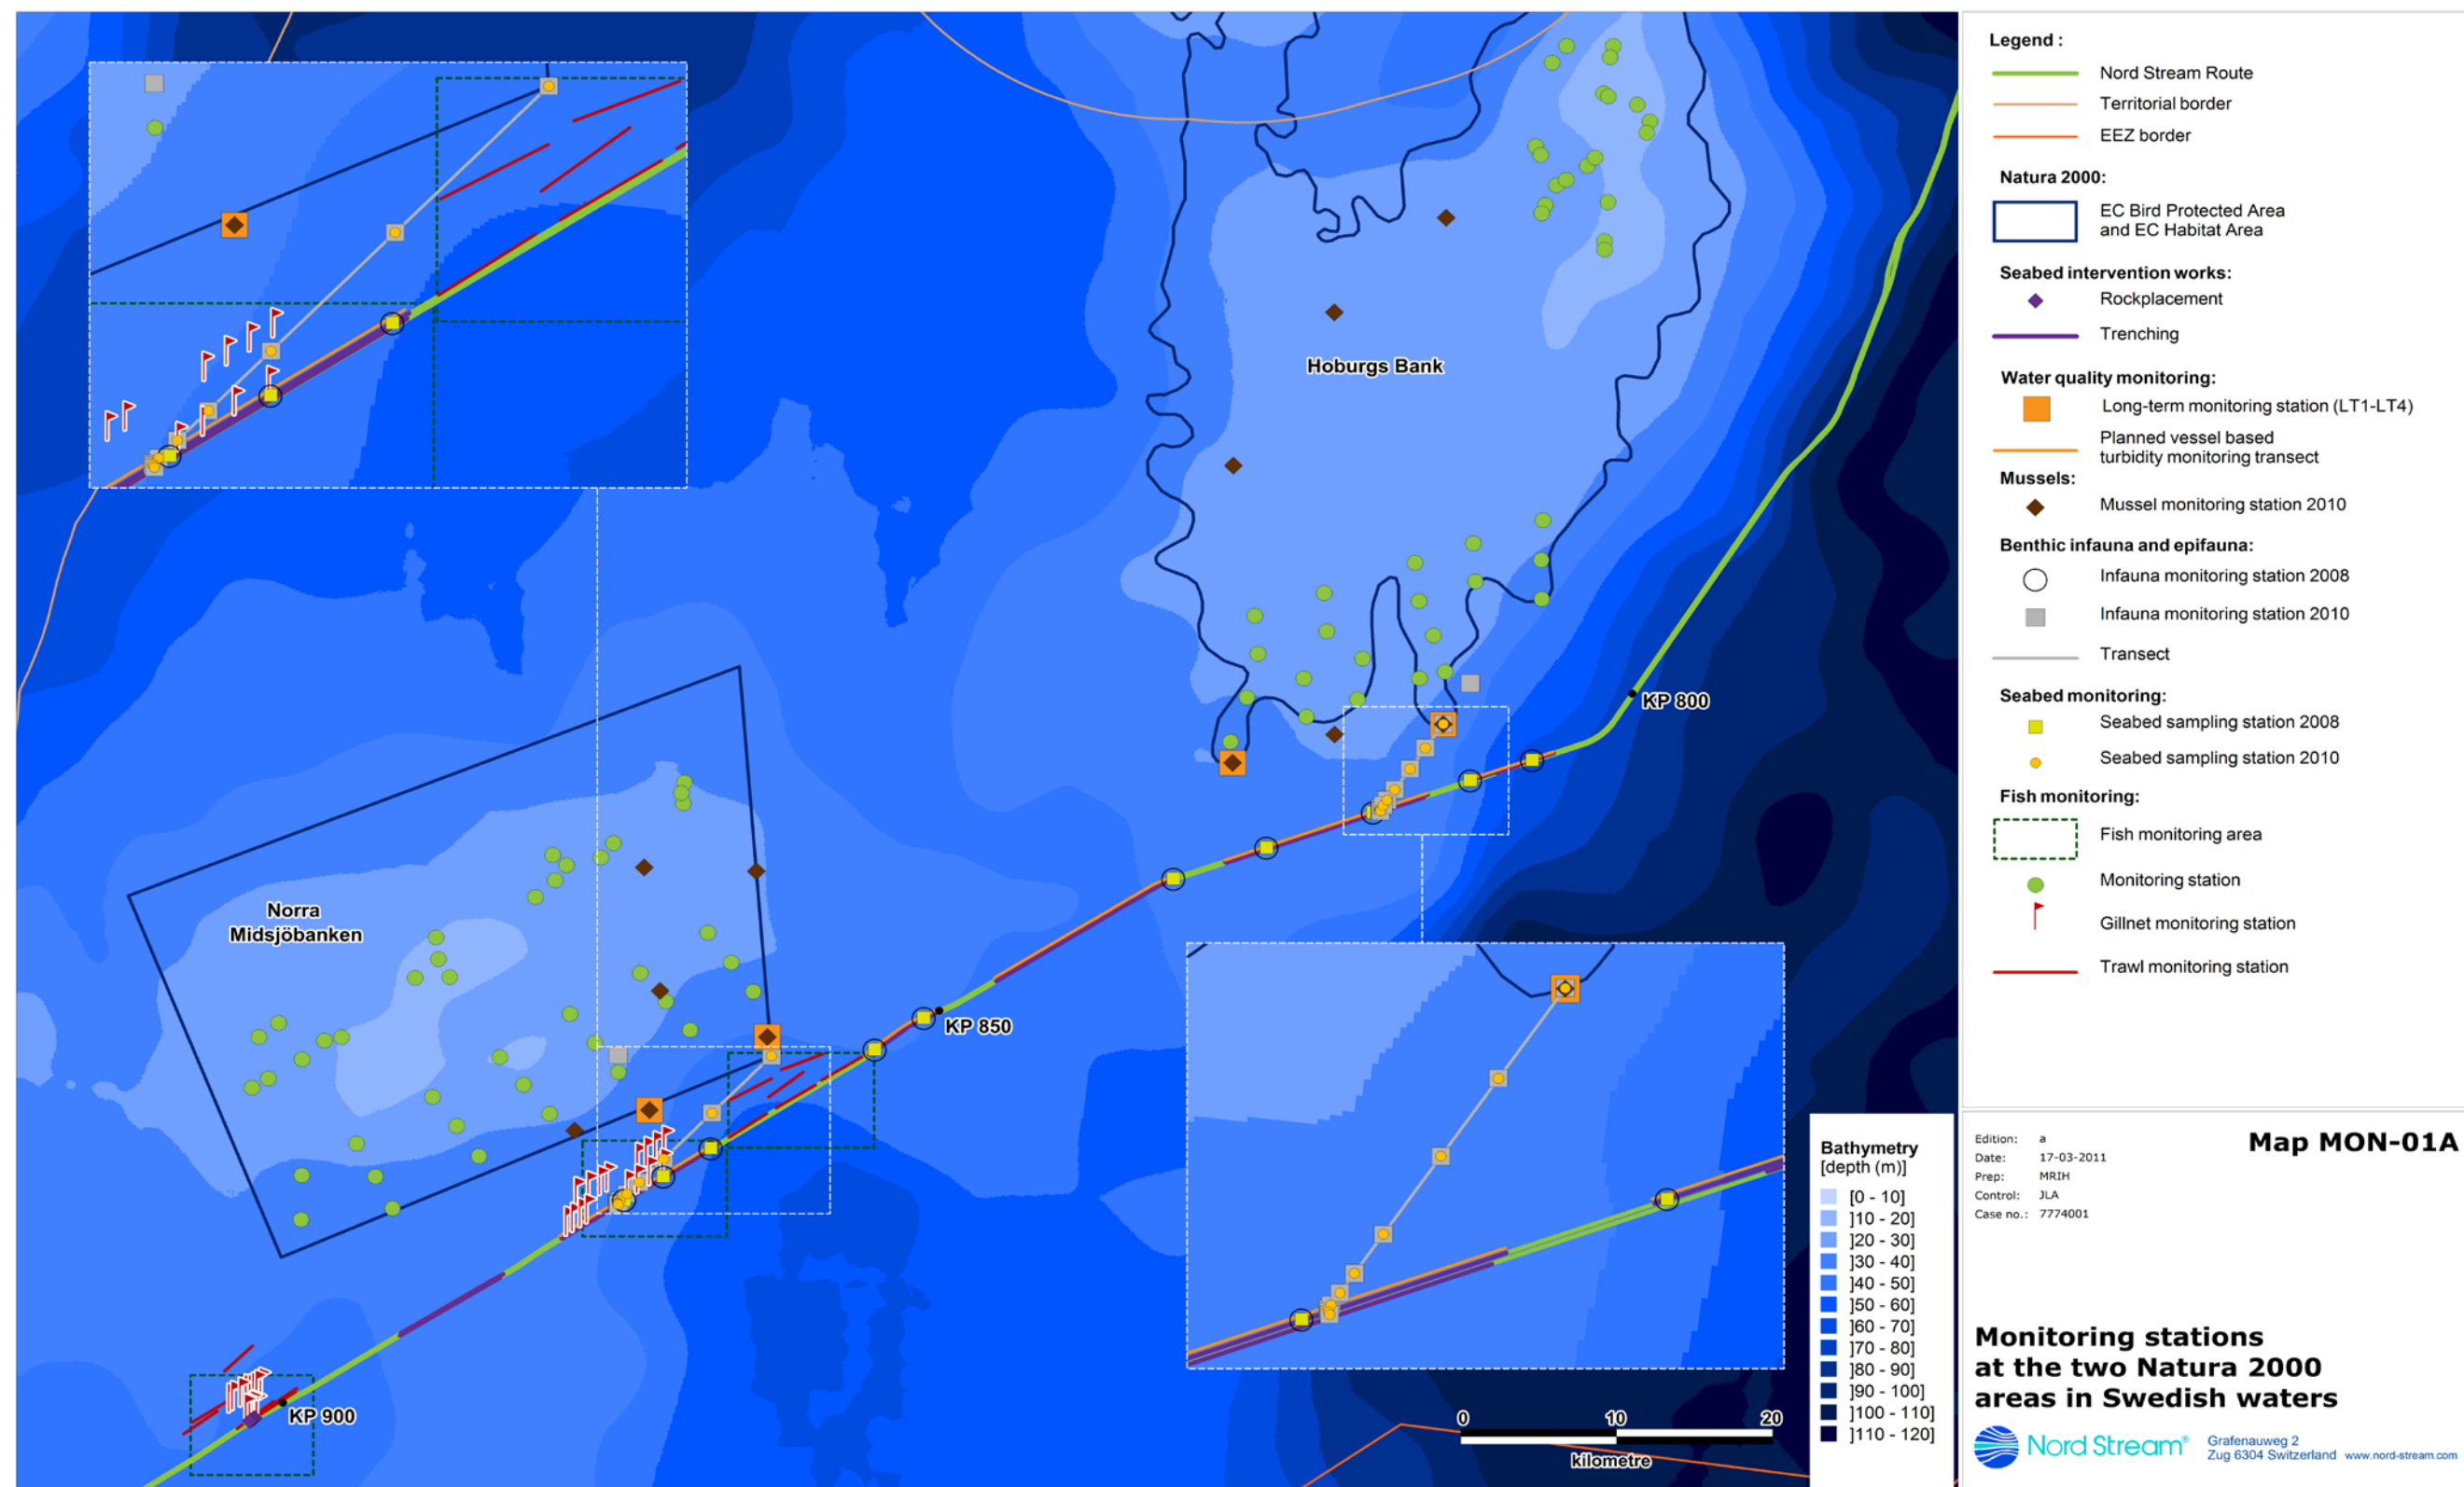 Hoburgs Bank
Norra
Midsjöbanken
KP 800
KP 850
KP 900
0 10 20
kilometre
Bathymetry
[depth (m)]
[0 - 10]
]10 - 20]
]20 - 30]
]30 - 40]
]40 - 50]
]50 - 60]
]60 - 70]
]70 - 80]
]80 - 90]
]90 - 100]
]100 - 110]
]110 - 120]
Legend :
Nord Stream Route
Territorial border
EEZ border
Natura 2000:
EC Bird Protected Area
and EC Habitat Area
Seabed intervention works:
Rockplacement
Trenching
Water quality monitoring:
Long-term monitoring station (LT1-LT4)
Planned vessel based
turbidity monitoring transect
Mussels:
Mussel monitoring station 2010
Benthic infauna and epifauna:
Infauna monitoring station 2008
Infauna monitoring station 2010
Transect
Seabed monitoring:
Seabed sampling station 2008
Seabed sampling station 2010
Fish monitoring:
Fish monitoring area
Monitoring station
Gillnet monitoring station
Trawl monitoring station
Edition: a
Date: 17-03-2011
Prep: MRIH
Control: JLA
Case no.: 7774001
Map MON-01A
Monitoring stations
at the two Natura 2000
areas in Swedish waters
Nord Stream®
Grafenauweg 2
Zug 6304 Switzerland www.nord-stream.com